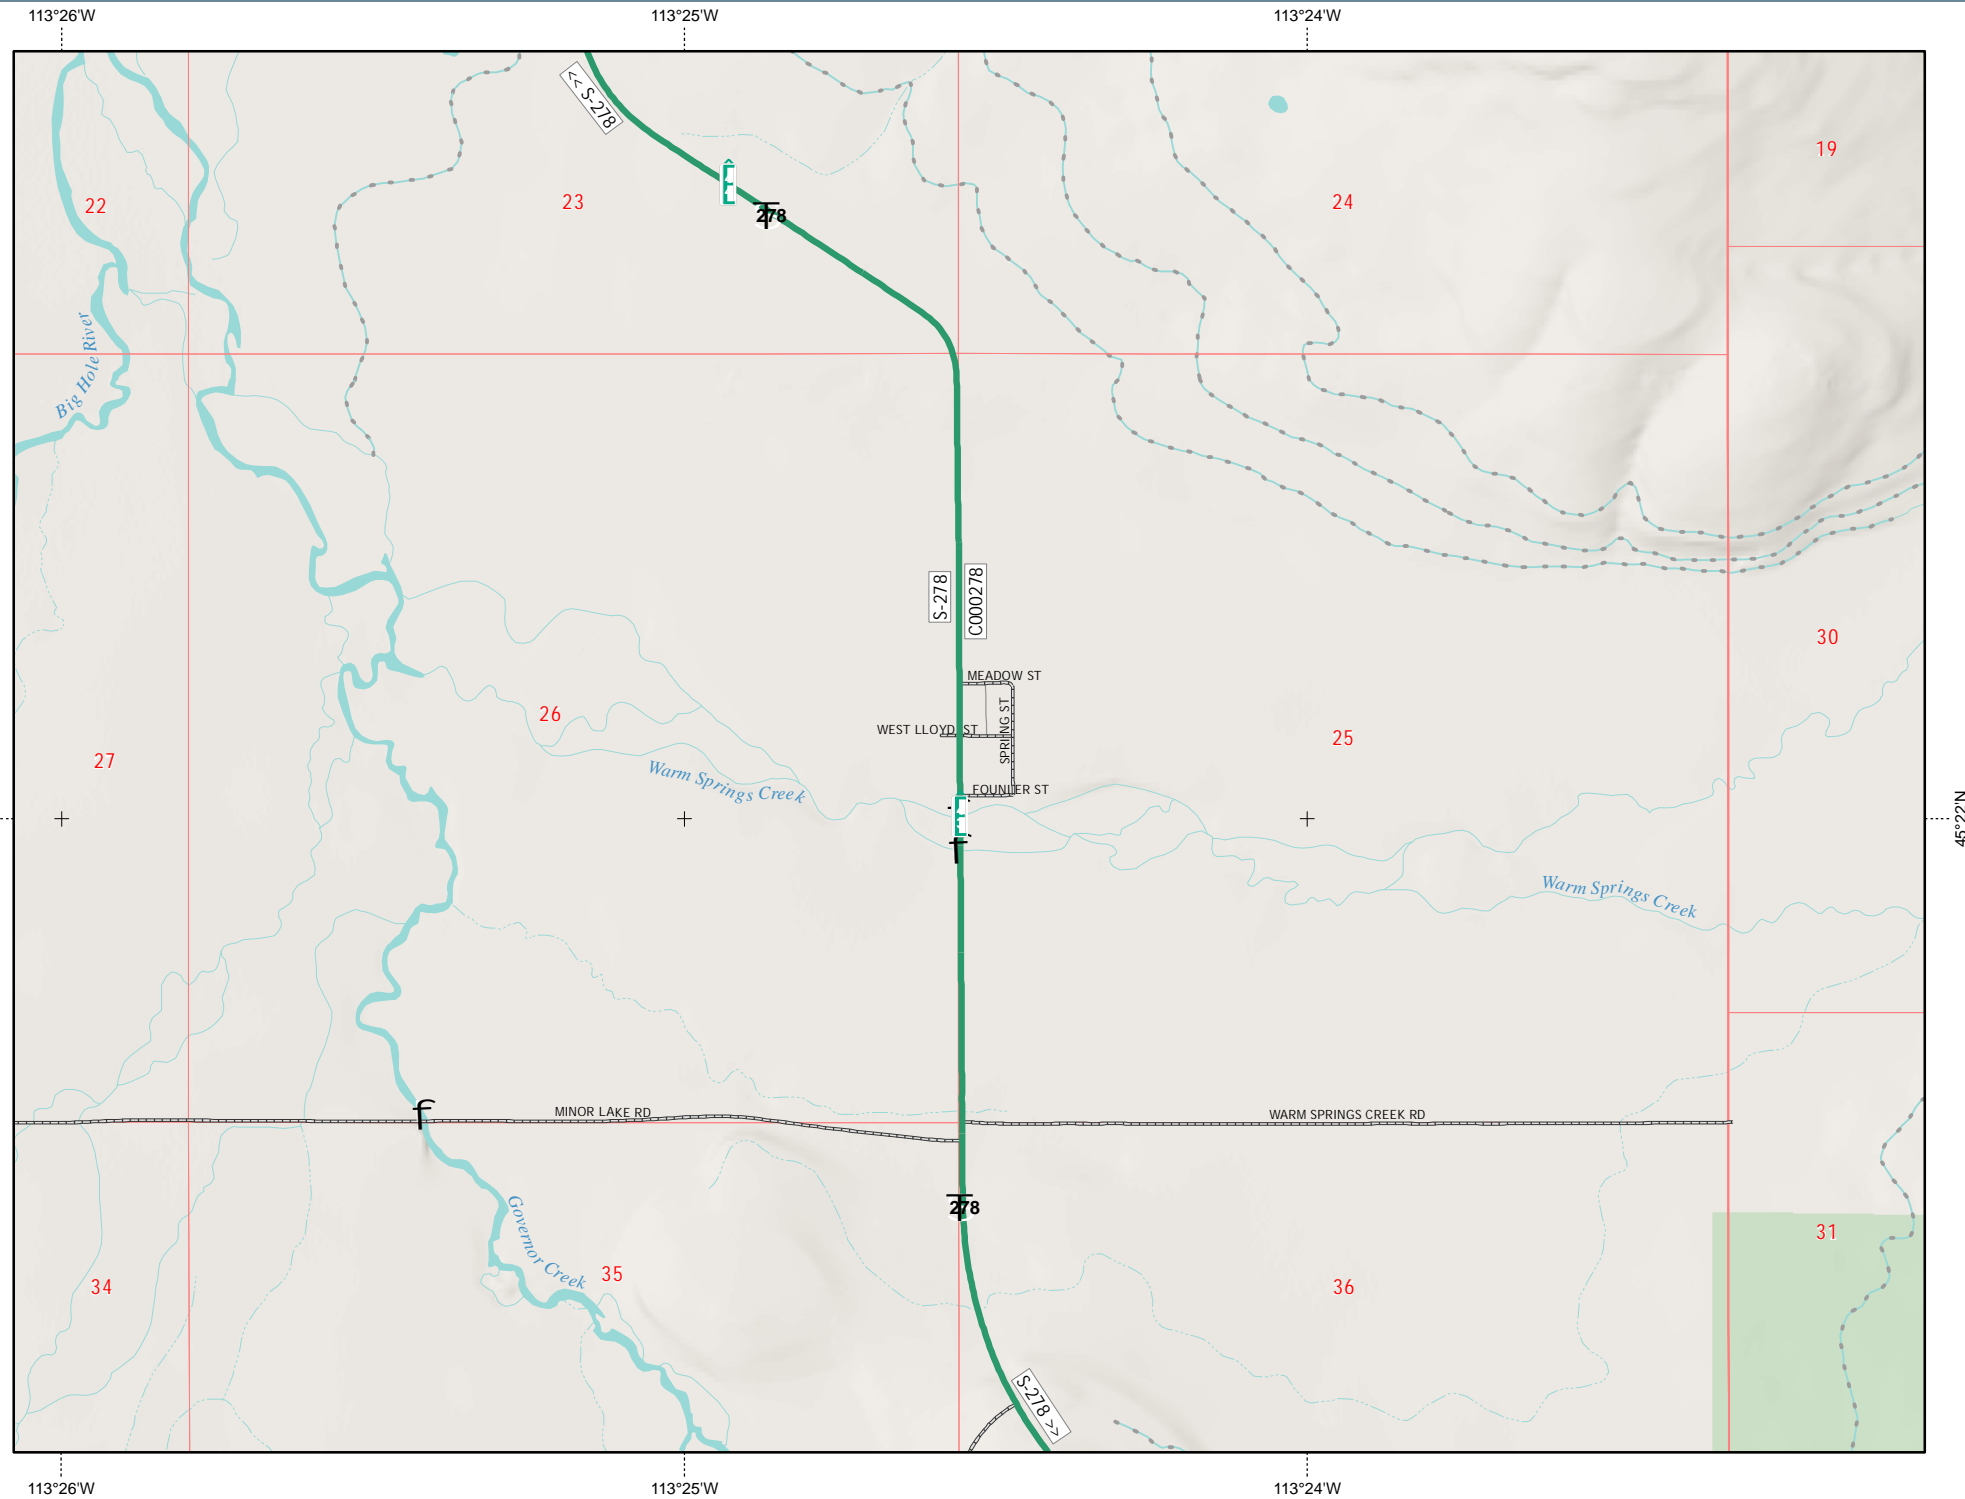 113°26'W
113°25'W
113°24'W
<< S-278
19
22
23
24
278
Big Hole River
S-278
C000278
30
MEADOW ST
SPRING ST
26
WEST LLOYD ST
25
27
Warm Springs Creek
FOUNLER ST
45°22'N
Warm Springs Creek
MINOR LAKE RD
WARM SPRINGS CREEK RD
278
Governor Creek
31
35
34
36
S-278 >>
113°26'W
113°25'W
113°24'W